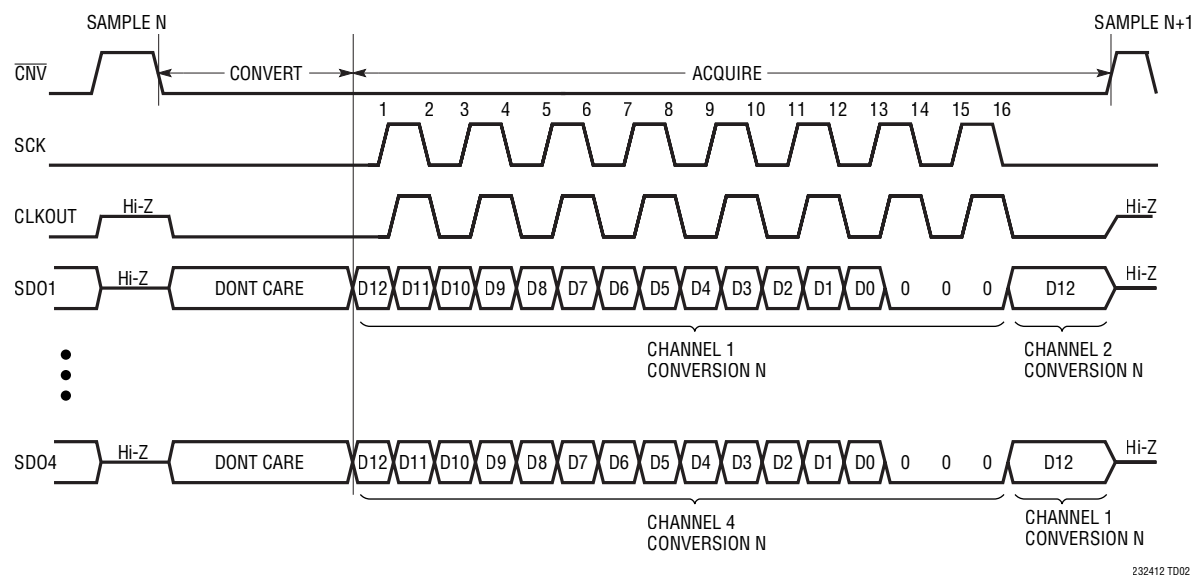 SAMPLE N SAMPLE N+1
CNV CONVERT ACQUIRE
1 2 3 4 5 6 7 8 9 10 11 12 13 14 15 16
SCK
CLKOUT Hi-Z Hi-Z
SDO1 Hi-Z DONT CARE D12 D11 D10 D9 D8 D7 D6 D5 D4 D3 D2 D1 D0 0 0 0 D12 Hi-Z
CHANNEL 1 CHANNEL 2
CONVERSION N CONVERSION N
SDO4 Hi-Z DONT CARE D12 D11 D10 D9 D8 D7 D6 D5 D4 D3 D2 D1 D0 0 0 0 D12 Hi-Z
CHANNEL 4 CHANNEL 1
CONVERSION N CONVERSION N
232412 TD02